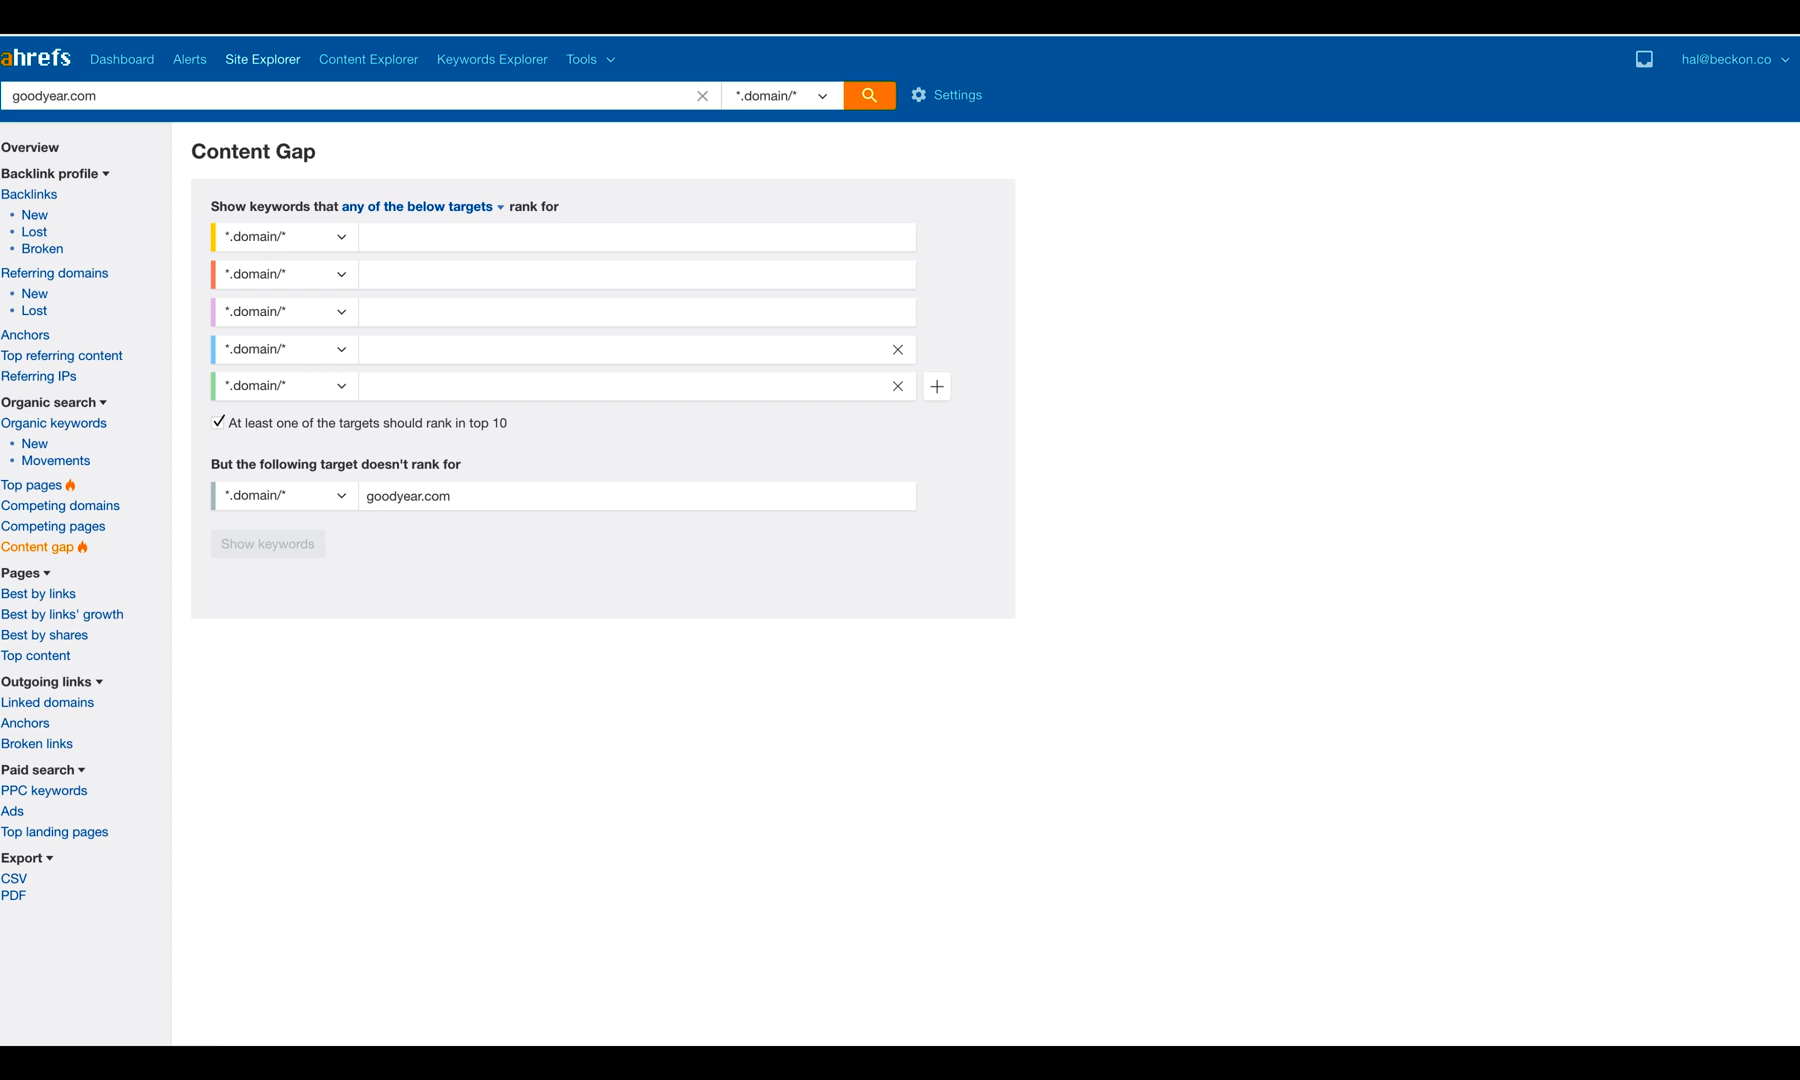 ahrefs Dashboard Alerts Site Explorer Content Explorer Keywords Explorer Tools hal@beckon.co
goodyear.com *.domain/* Settings
Overview
Backlink profile
Backlinks
• New
• Lost
• Broken
Referring domains
• New
• Lost
Anchors
Top referring content
Referring IPs
Organic search
Organic keywords
• New
• Movements
Top pages
Competing domains
Competing pages
Content gap
Pages
Best by links
Best by links' growth
Best by shares
Top content
Outgoing links
Linked domains
Anchors
Broken links
Paid search
PPC keywords
Ads
Top landing pages
Export
CSV
PDF
Content Gap
Show keywords that any of the below targets rank for
*.domain/*
*.domain/*
*.domain/*
*.domain/*
*.domain/*
At least one of the targets should rank in top 10
But the following target doesn't rank for
*.domain/* goodyear.com
Show keywords